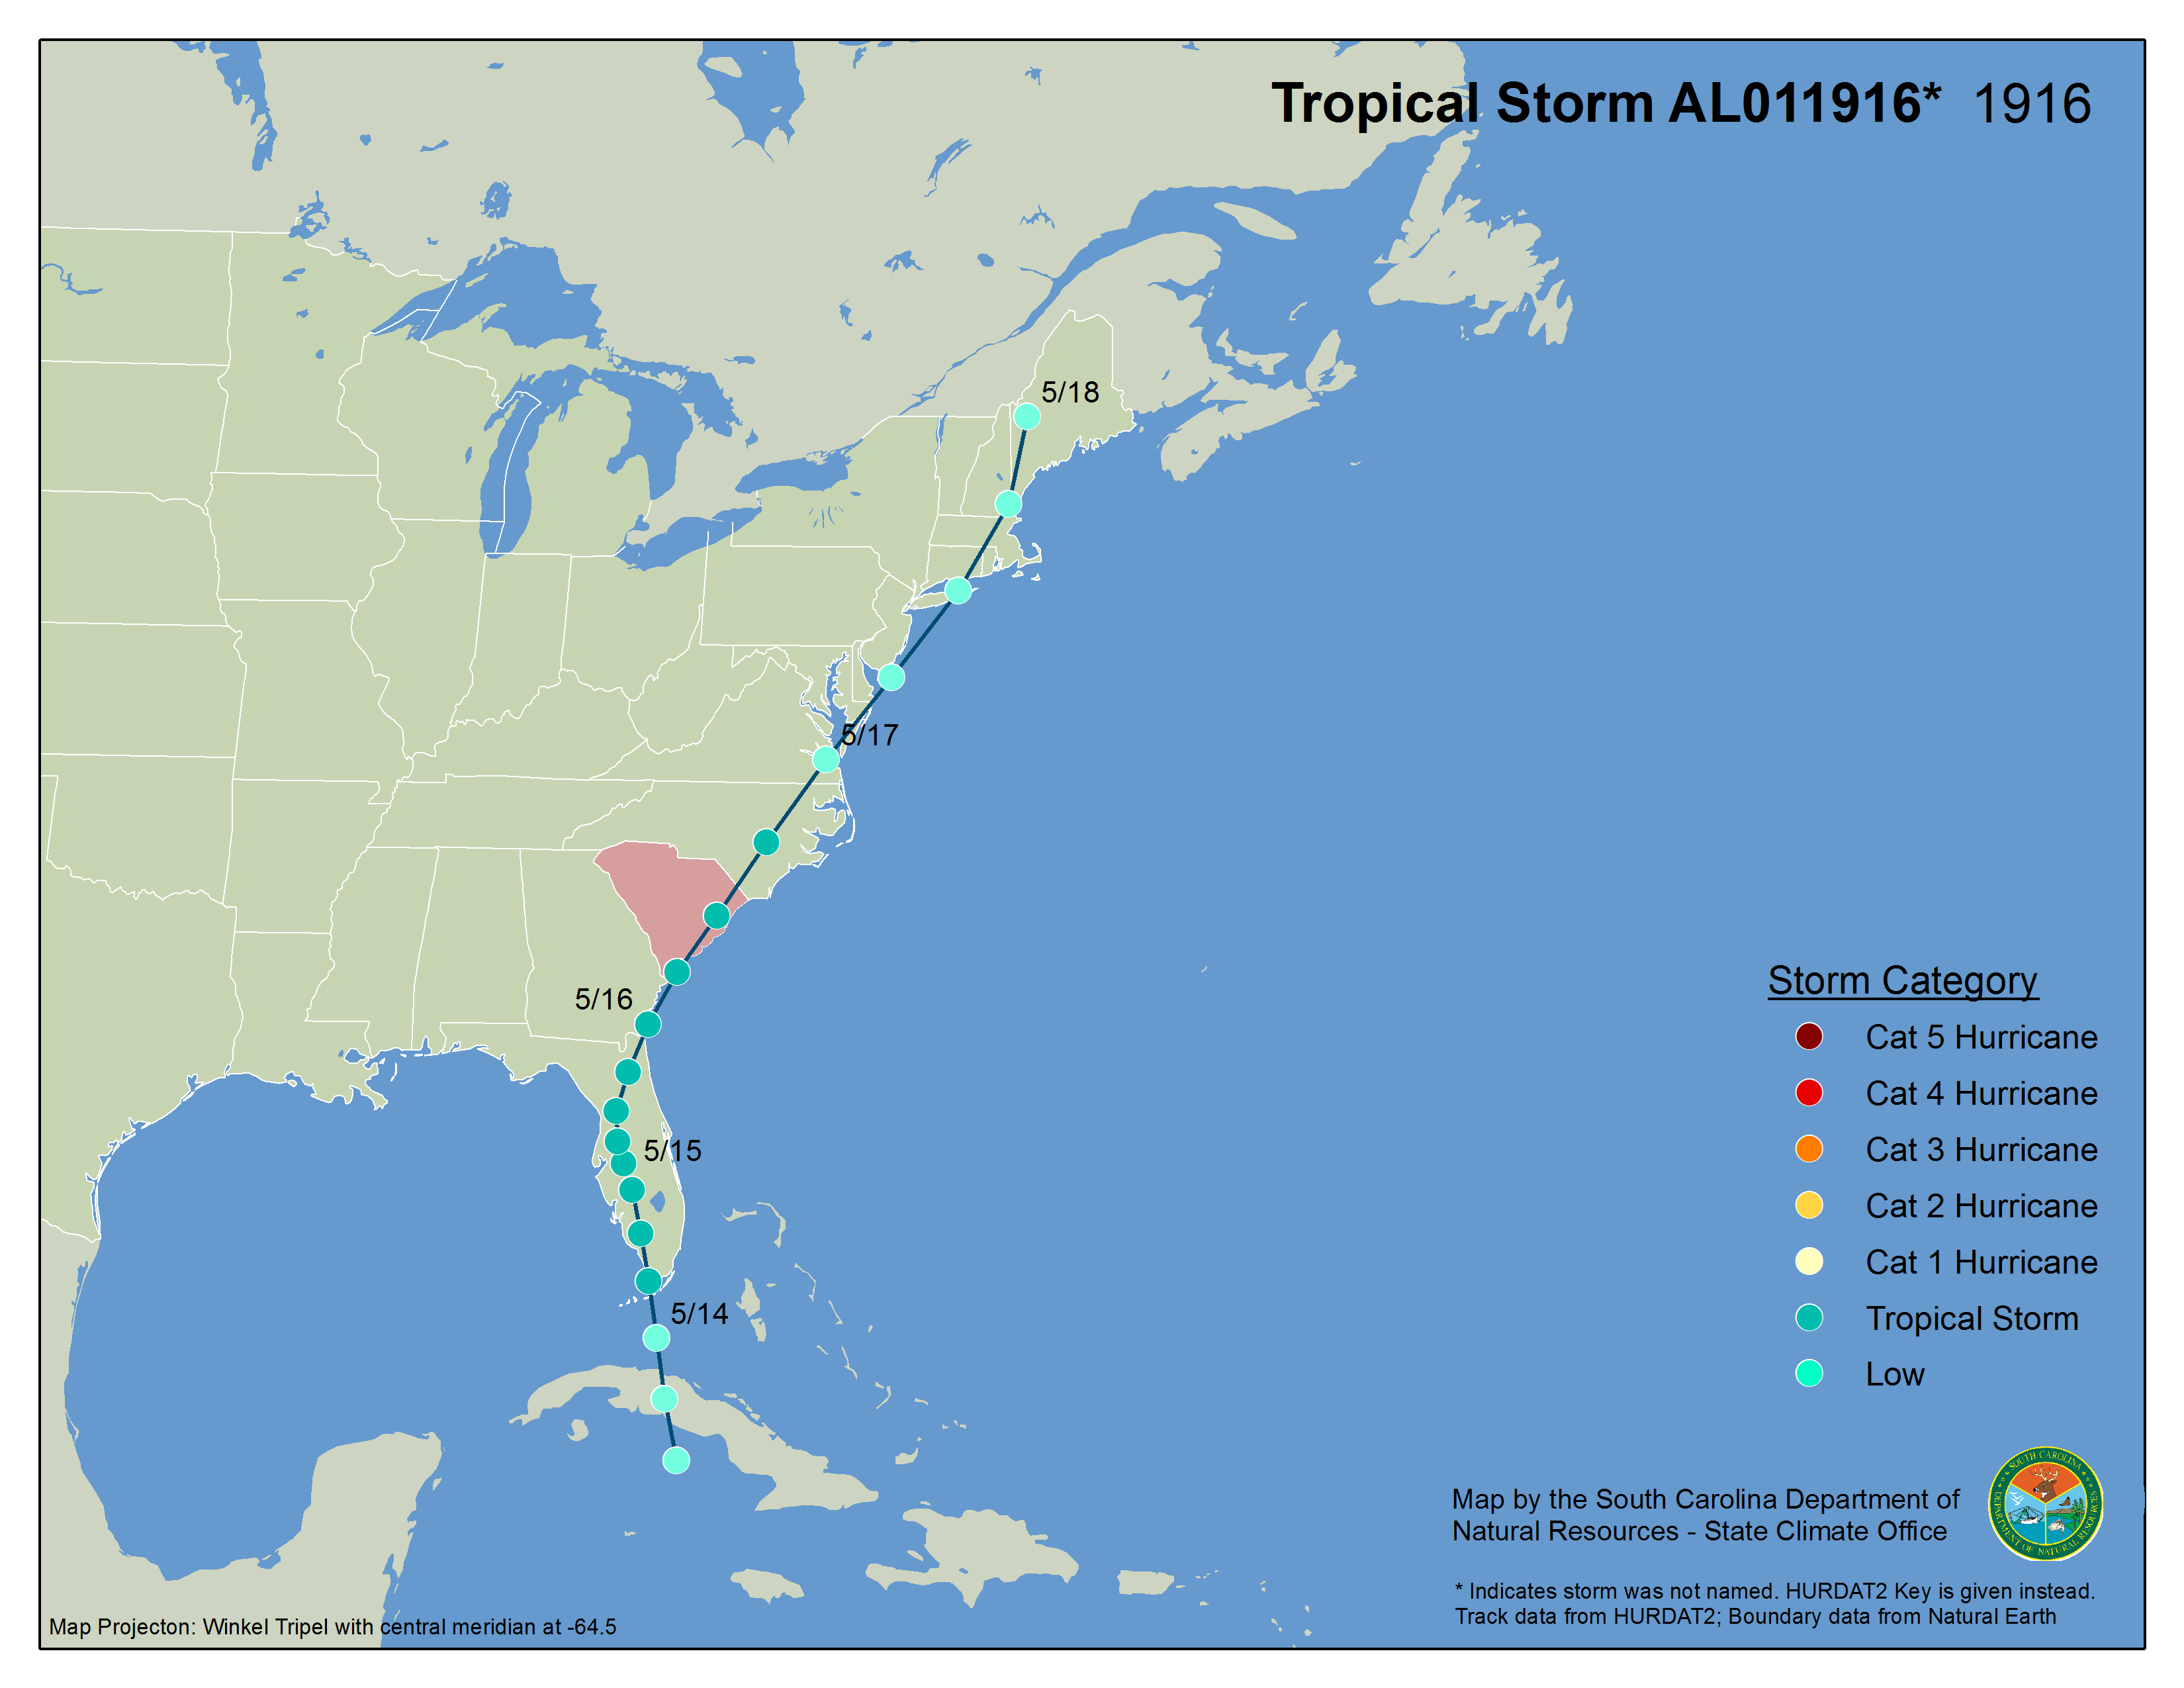 Tropical Storm AL011916* 1916
5/18
5/17
5/16
5/15
5/14
Storm Category
Cat 5 Hurricane
Cat 4 Hurricane
Cat 3 Hurricane
Cat 2 Hurricane
Cat 1 Hurricane
Tropical Storm
Low
SOUTH CAROLINA
DEPARTMENT OF NATURAL RESOURCES
Map by the South Carolina Department of
Natural Resources - State Climate Office
* Indicates storm was not named. HURDAT2 Key is given instead.
Track data from HURDAT2; Boundary data from Natural Earth
Map Projecton: Winkel Tripel with central meridian at -64.5